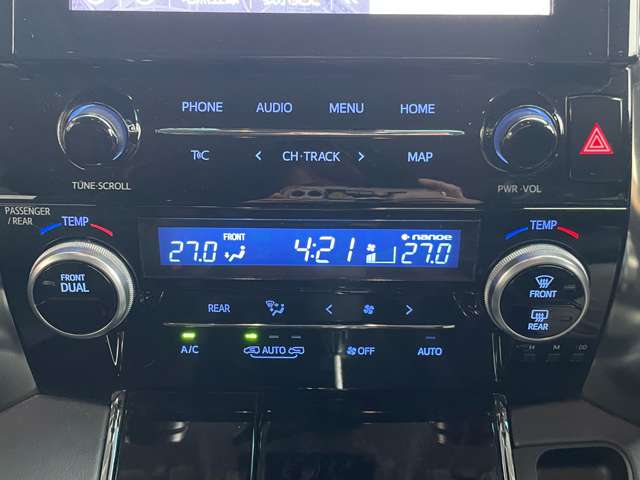 PHONE AUDIO MENU HOME
TUNE·SCROLL
CH·TRACK
MAP
PWR·VOL
PASSENGER
/REAR
TEMP
FRONT
DUAL
27.0 FRONT 4:21 nanoe 27.0
TEMP
FRONT
REAR
REAR
A/C AUTO OFF AUTO